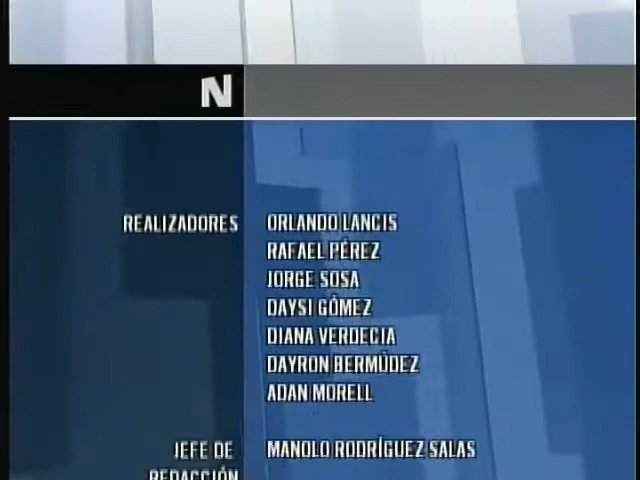 N
REALIZADORES ORLANDO LANCIS
RAFAEL PÉREZ
JORGE SOSA
DAYSI GÓMEZ
DIANA VERDECIA
DAYRON BERMÚDEZ
ADAN MORELL
JEFE DE MANOLO RODRÍGUEZ SALAS
REDACCIÓN